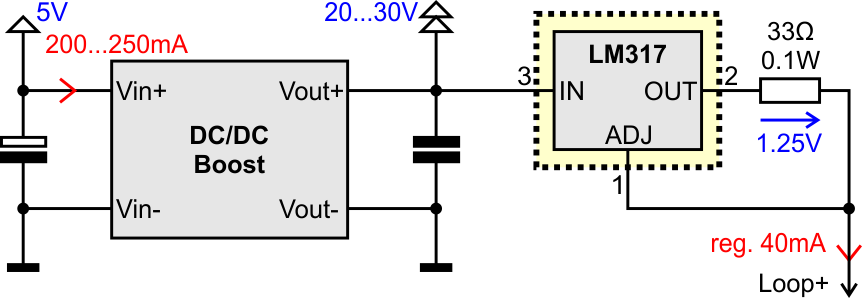 5V
20...30V
200...250mA
LM317
33Ω
0.1W
3
2
Vin+
Vout+
IN
OUT
DC/DC
Boost
ADJ
1.25V
1
Vin-
Vout-
reg. 40mA
Loop+